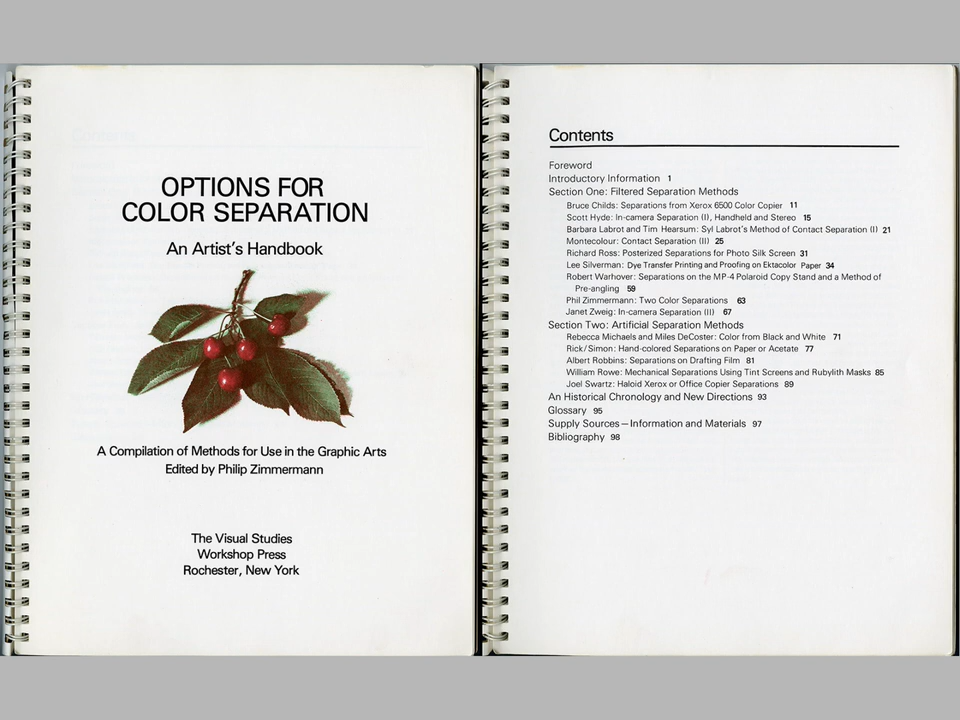 OPTIONS FOR
COLOR SEPARATION
An Artist's Handbook
A Compilation of Methods for Use in the Graphic Arts
Edited by Philip Zimmermann
The Visual Studies
Workshop Press
Rochester, New York
Contents
Foreword
Introductory Information 1
Section One: Filtered Separation Methods
Bruce Childs: Separations from Xerox 6500 Color Copier 11
Scott Hyde: In-camera Separation (I), Handheld and Stereo 15
Barbara Labrot and Tim Hearsum: Syl Labrot's Method of Contact Separation (I) 21
Montecolour: Contact Separation (II) 25
Richard Ross: Posterized Separations for Photo Silk Screen 31
Lee Silverman: Dye Transfer Printing and Proofing on Ektacolor Paper 34
Robert Warhover: Separations on the MP-4 Polaroid Copy Stand and a Method of
Pre-angling 59
Phil Zimmermann: Two Color Separations 63
Janet Zweig: In-camera Separation (II) 67
Section Two: Artificial Separation Methods
Rebecca Michaels and Miles DeCoster: Color from Black and White 71
Rick/Simon: Hand-colored Separations on Paper or Acetate 77
Albert Robbins: Separations on Drafting Film 81
William Rowe: Mechanical Separations Using Tint Screens and Rubylith Masks 85
Joel Swartz: Haloid Xerox or Office Copier Separations 89
An Historical Chronology and New Directions 93
Glossary 95
Supply Sources—Information and Materials 97
Bibliography 98